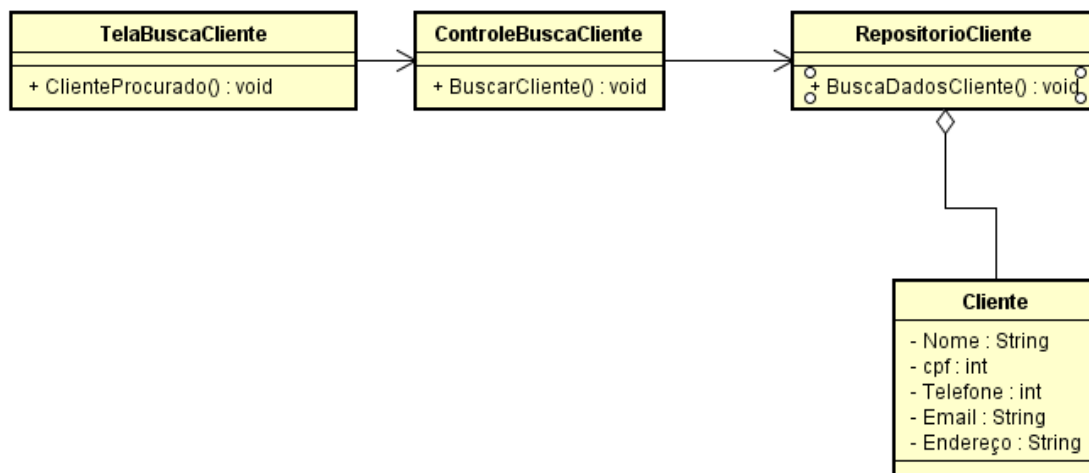 TelaBuscaCliente
+ ClienteProcurado() : void
ControleBuscaCliente
+ BuscarCliente() : void
RepositorioCliente
+ BuscaDadosCliente() : void
Cliente
- Nome : String
- cpf : int
- Telefone : int
- Email : String
- Endereço : String